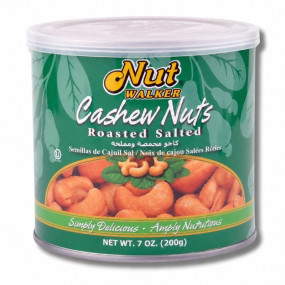 Nut
WALKER
Cashew Nuts
Roasted Salted
كاجو محمصة ومملحة
Semillas de Cajuil Sol / Noix de cajou Salées Rôties
Simply Delicious - Amply Nutritous
NET WT. 7 OZ. (200g)